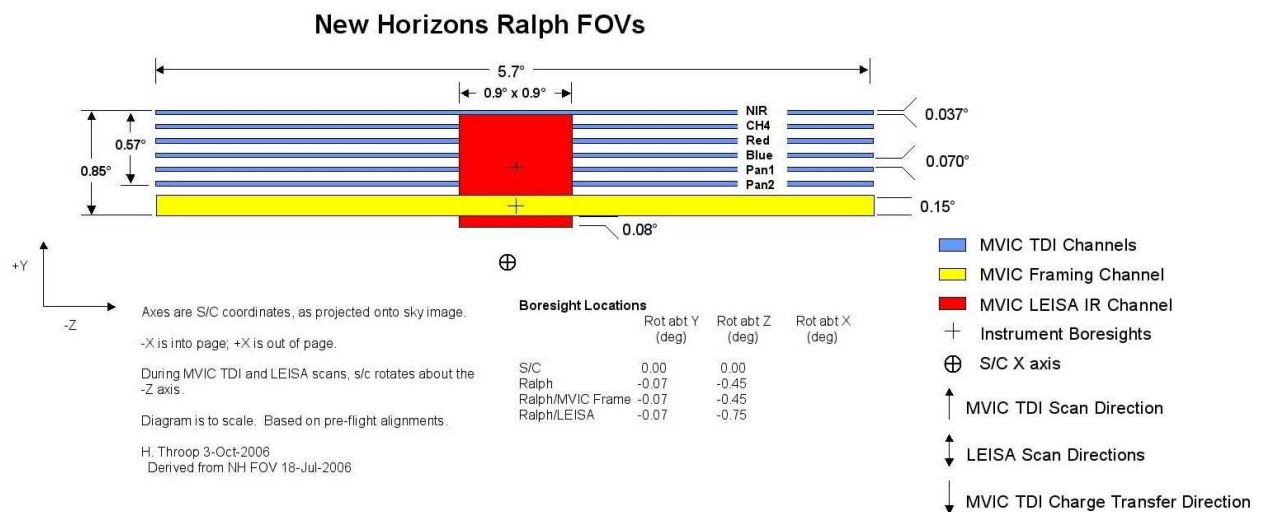 New Horizons Ralph FOVs
5.7°
0.9° x 0.9°
NIR
CH4
Red
Blue
Pan1
Pan2
0.037°
0.070°
0.15°
0.57°
0.85°
0.08°
+Y
-Z
MVIC TDI Channels
MVIC Framing Channel
MVIC LEISA IR Channel
Instrument Boresights
S/C X axis
MVIC TDI Scan Direction
LEISA Scan Directions
MVIC TDI Charge Transfer Direction
Axes are S/C coordinates, as projected onto sky image.
-X is into page; +X is out of page.
During MVIC TDI and LEISA scans, s/c rotates about the
-Z axis.
Diagram is to scale. Based on pre-flight alignments.
H. Throop 3-Oct-2006
Derived from NH FOV 18-Jul-2006
Boresight Locations
Rot abt Y Rot abt Z Rot abt X
(deg) (deg) (deg)
S/C 0.00 0.00
Ralph -0.07 -0.45
Ralph/MVIC Frame -0.07 -0.45
Ralph/LEISA -0.07 -0.75